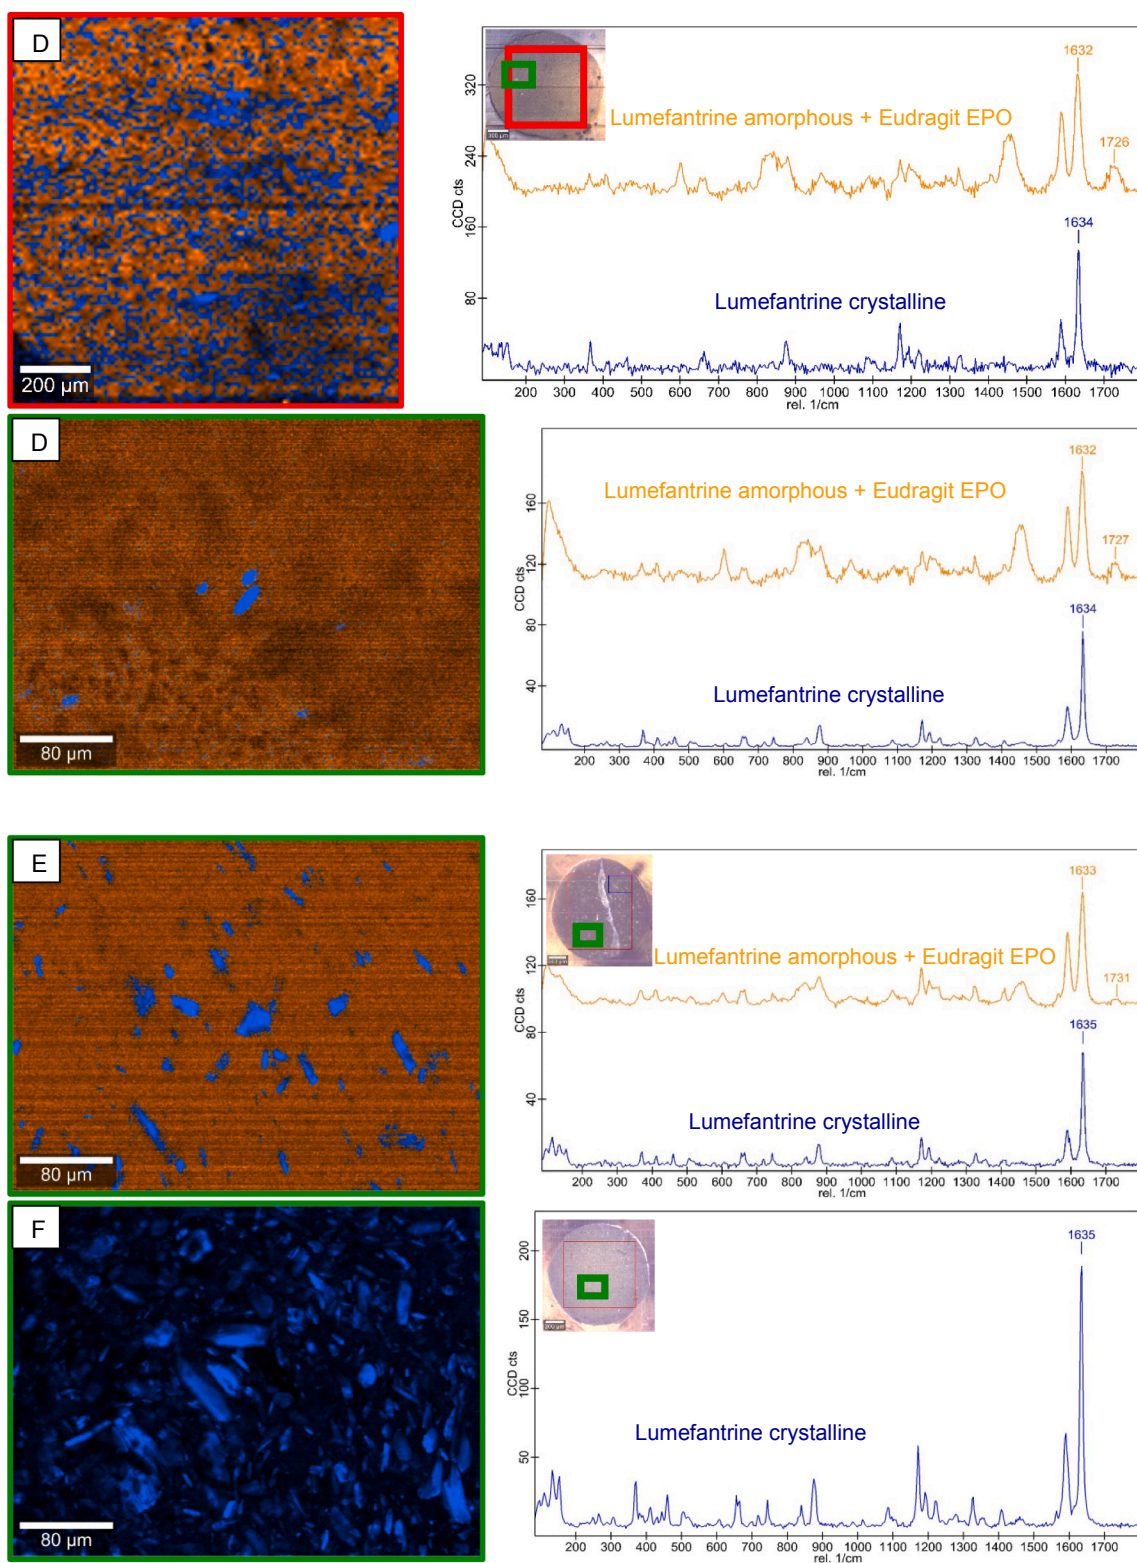 D
200 µm
CCD cts
320
240
160
80
300 µm
Lumefantrine amorphous + Eudragit EPO
1632
1726
1634
Lumefantrine crystalline
200 300 400 500 600 700 800 900 1000 1100 1200 1300 1400 1500 1600 1700
rel. 1/cm
D
80 µm
CCD cts
160
120
80
40
Lumefantrine amorphous + Eudragit EPO
1632
1727
1634
Lumefantrine crystalline
200 300 400 500 600 700 800 900 1000 1100 1200 1300 1400 1500 1600 1700
rel. 1/cm
E
80 µm
CCD cts
160
120
80
40
1633
Lumefantrine amorphous + Eudragit EPO
1731
1635
Lumefantrine crystalline
200 300 400 500 600 700 800 900 1000 1100 1200 1300 1400 1500 1600 1700
rel. 1/cm
F
80 µm
CCD cts
200
150
100
50
1635
Lumefantrine crystalline
200 300 400 500 600 700 800 900 1000 1100 1200 1300 1400 1500 1600 1700
rel. 1/cm